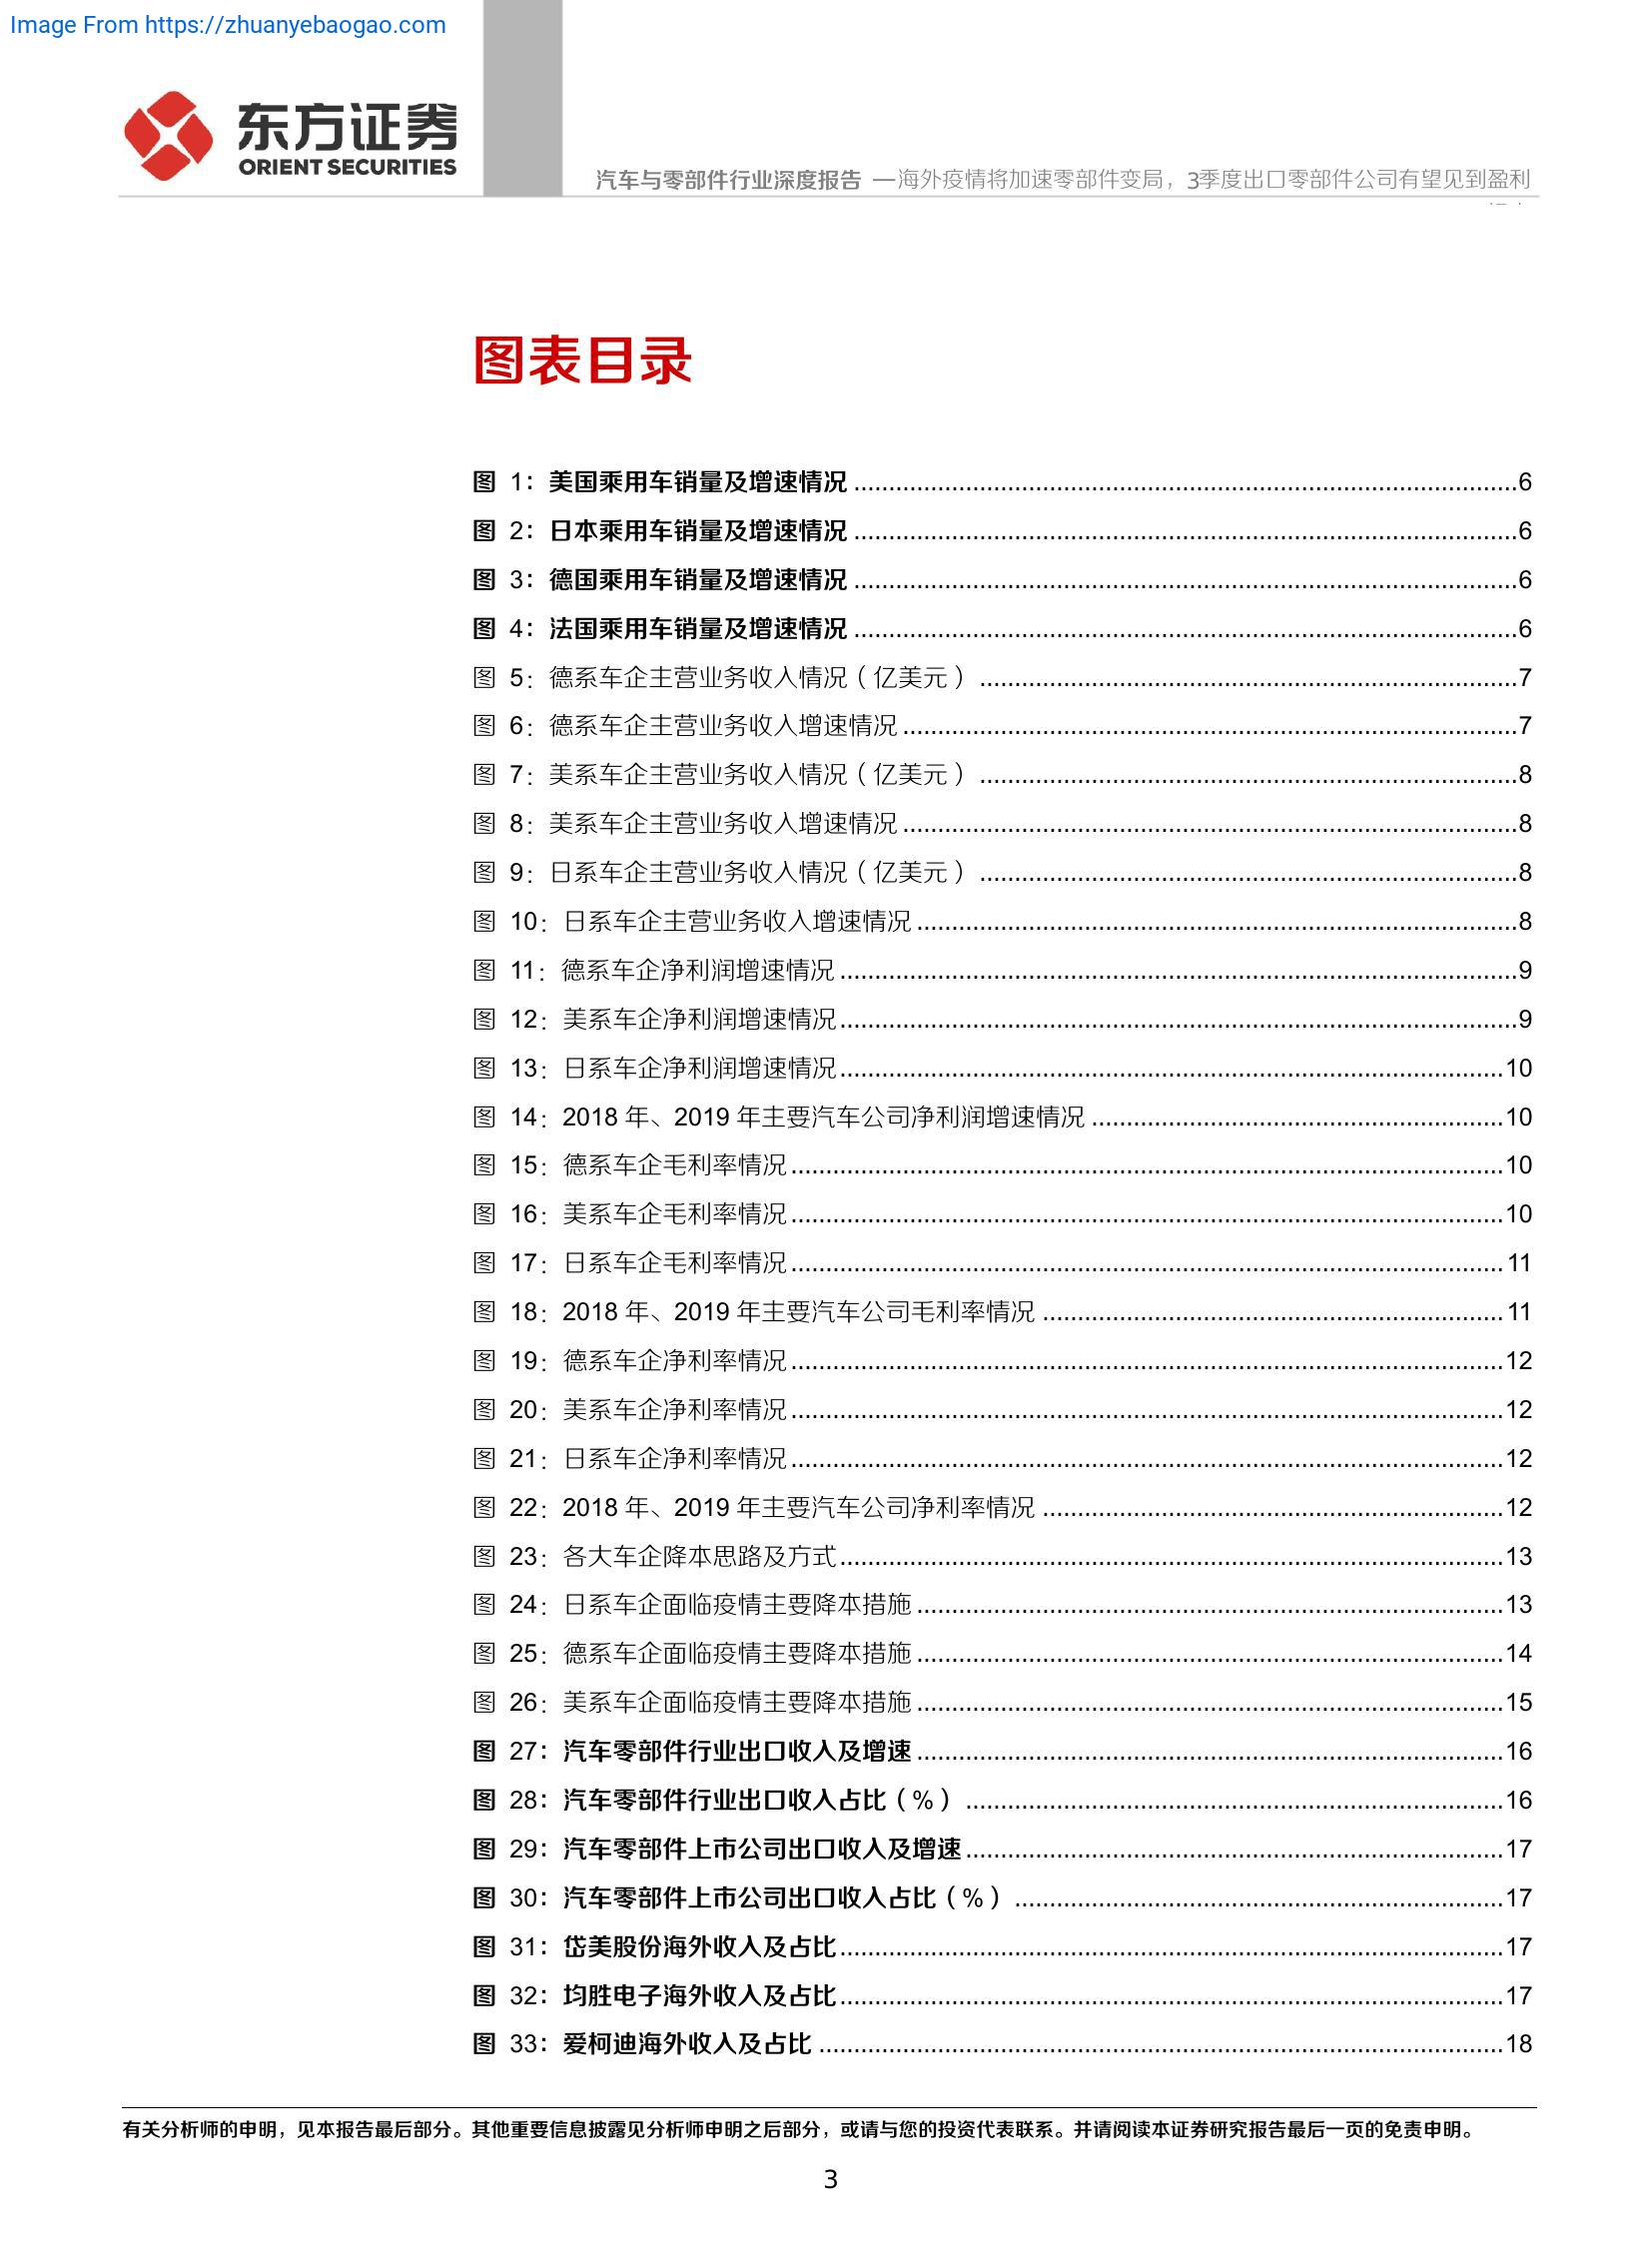 Image From https://zhuanyebaogao.com
东方证券
ORIENT SECURITIES
汽车与零部件行业深度报告 —海外疫情将加速零部件变局，3季度出口零部件公司有望见到盈利
图表目录
图 1：美国乘用车销量及增速情况 ................................................................................................6
图 2：日本乘用车销量及增速情况 ................................................................................................6
图 3：德国乘用车销量及增速情况 ................................................................................................6
图 4：法国乘用车销量及增速情况 ................................................................................................6
图 5：德系车企主营业务收入情况（亿美元） ..............................................................................7
图 6：德系车企主营业务收入增速情况 .........................................................................................7
图 7：美系车企主营业务收入情况（亿美元） ..............................................................................8
图 8：美系车企主营业务收入增速情况 .........................................................................................8
图 9：日系车企主营业务收入情况（亿美元） ..............................................................................8
图 10：日系车企主营业务收入增速情况 .......................................................................................8
图 11：德系车企净利润增速情况 ..................................................................................................9
图 12：美系车企净利润增速情况 ..................................................................................................9
图 13：日系车企净利润增速情况 ................................................................................................10
图 14：2018 年、2019 年主要汽车公司净利润增速情况 ............................................................10
图 15：德系车企毛利率情况 .......................................................................................................10
图 16：美系车企毛利率情况 .......................................................................................................10
图 17：日系车企毛利率情况 .......................................................................................................11
图 18：2018 年、2019 年主要汽车公司毛利率情况 ...................................................................11
图 19：德系车企净利率情况 .......................................................................................................12
图 20：美系车企净利率情况 .......................................................................................................12
图 21：日系车企净利率情况 .......................................................................................................12
图 22：2018 年、2019 年主要汽车公司净利率情况 ...................................................................12
图 23：各大车企降本思路及方式 ................................................................................................13
图 24：日系车企面临疫情主要降本措施 .....................................................................................13
图 25：德系车企面临疫情主要降本措施 .....................................................................................14
图 26：美系车企面临疫情主要降本措施 .....................................................................................15
图 27：汽车零部件行业出口收入及增速 .....................................................................................16
图 28：汽车零部件行业出口收入占比（%） ..............................................................................16
图 29：汽车零部件上市公司出口收入及增速 ..............................................................................17
图 30：汽车零部件上市公司出口收入占比（%） .......................................................................17
图 31：岱美股份海外收入及占比 ................................................................................................17
图 32：均胜电子海外收入及占比 ................................................................................................17
图 33：爱柯迪海外收入及占比 ...................................................................................................18
有关分析师的申明，见本报告最后部分。其他重要信息披露见分析师申明之后部分，或请与您的投资代表联系。并请阅读本证券研究报告最后一页的免责申明。
3